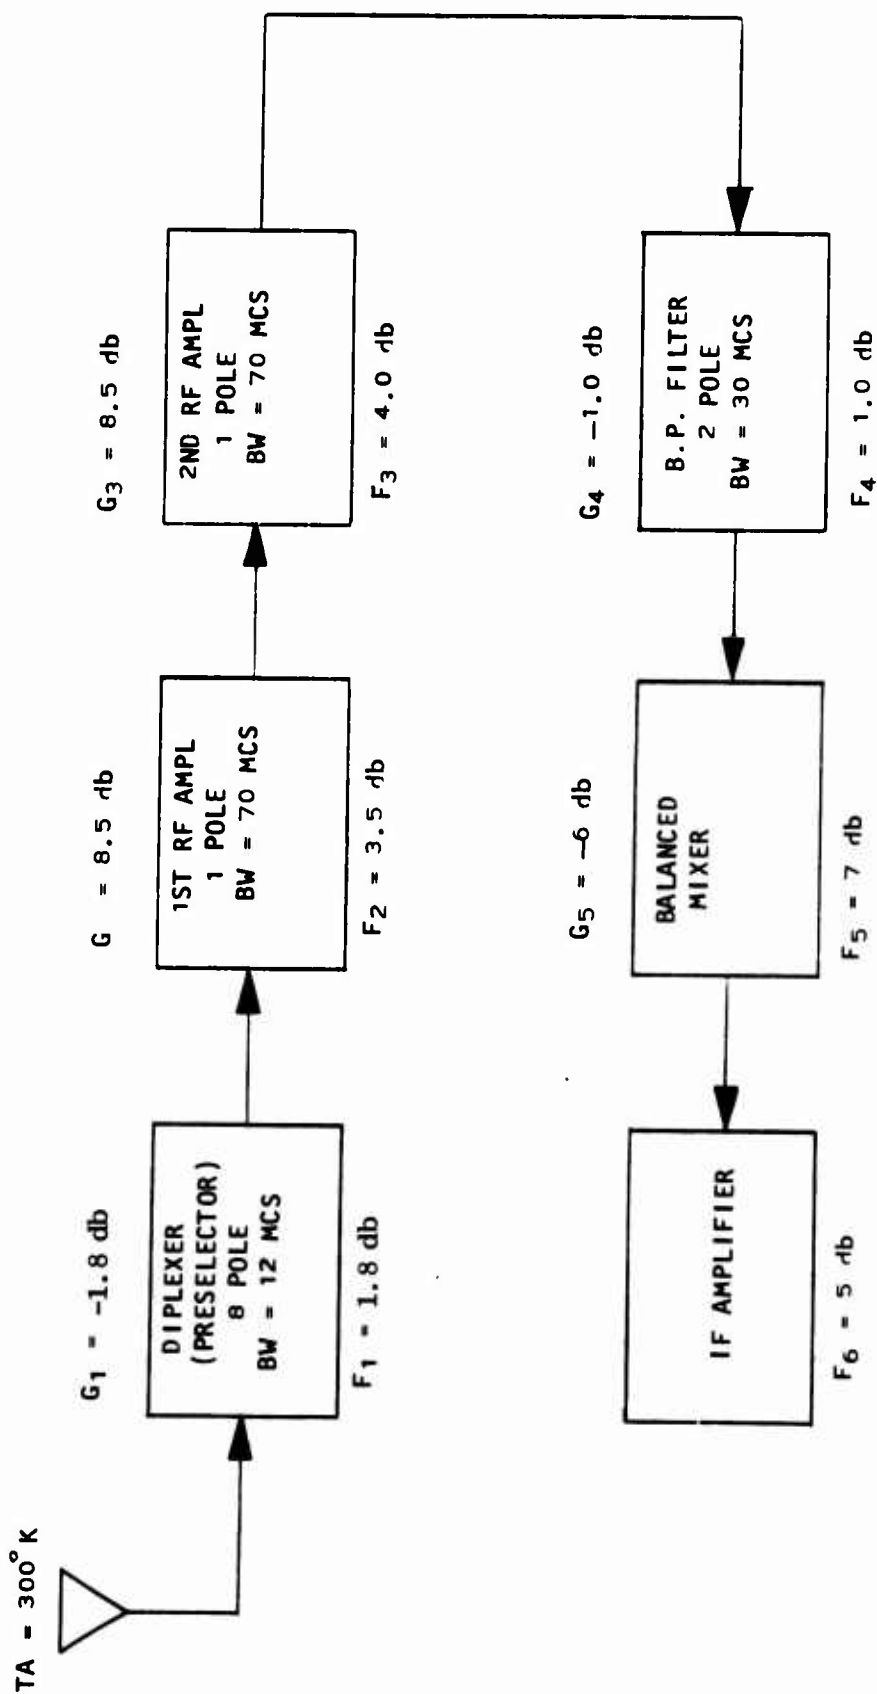 TA = 300°K
G1 = -1.8 db
DIPLEXER
(PRESELECTOR)
8 POLE
BW = 12 MCS
F1 = 1.8 db
G = 8.5 db
1ST RF AMPL
1 POLE
BW = 70 MCS
F2 = 3.5 db
G3 = 8.5 db
2ND RF AMPL
1 POLE
BW = 70 MCS
F3 = 4.0 db
G4 = -1.0 db
B.P. FILTER
2 POLE
BW = 30 MCS
F4 = 1.0 db
G5 = -6 db
BALANCED
MIXER
F5 = 7 db
IF AMPLIFIER
F6 = 5 db